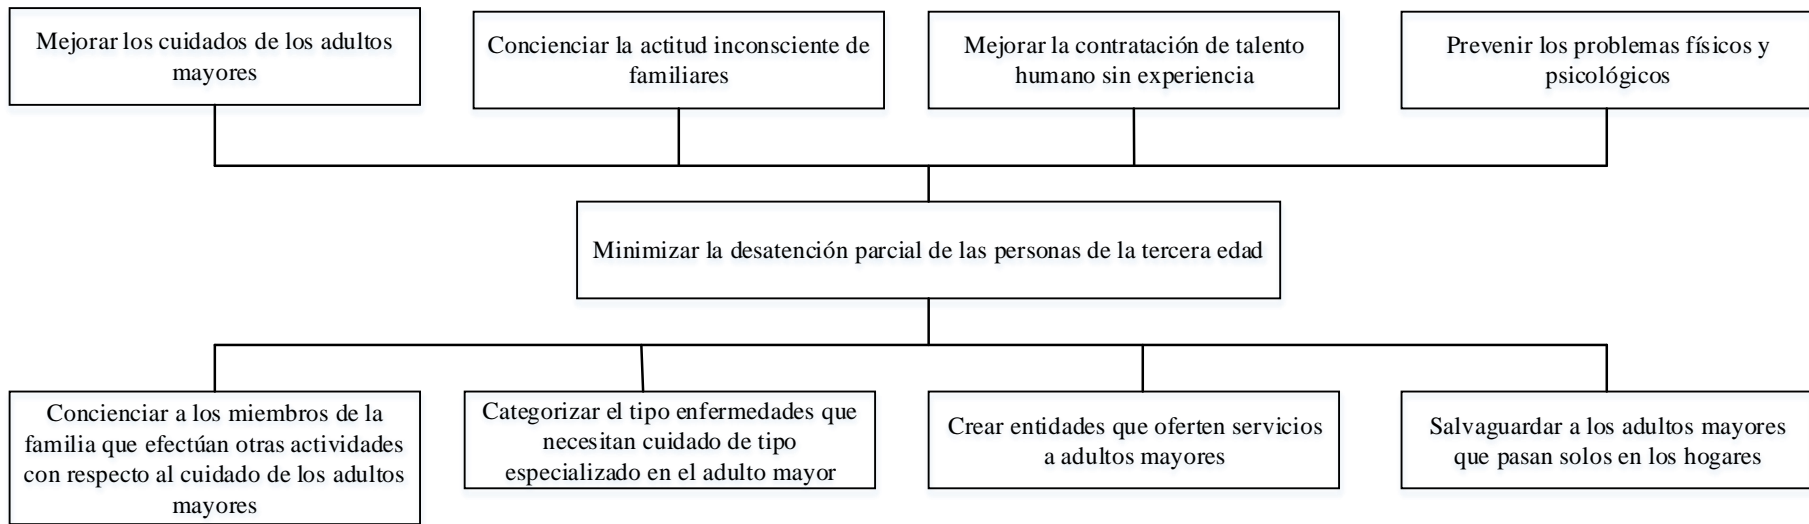 Mejorar los cuidados de los adultos
mayores
Concienciar la actitud inconsciente de
familiares
Mejorar la contratación de talento
humano sin experiencia
Prevenir los problemas físicos y
psicológicos
Minimizar la desatención parcial de las personas de la tercera edad
Concienciar a los miembros de la
familia que efectúan otras actividades
con respecto al cuidado de los adultos
mayores
Categorizar el tipo enfermedades que
necesitan cuidado de tipo
especializado en el adulto mayor
Crear entidades que oferten servicios
a adultos mayores
Salvaguardar a los adultos mayores
que pasan solos en los hogares